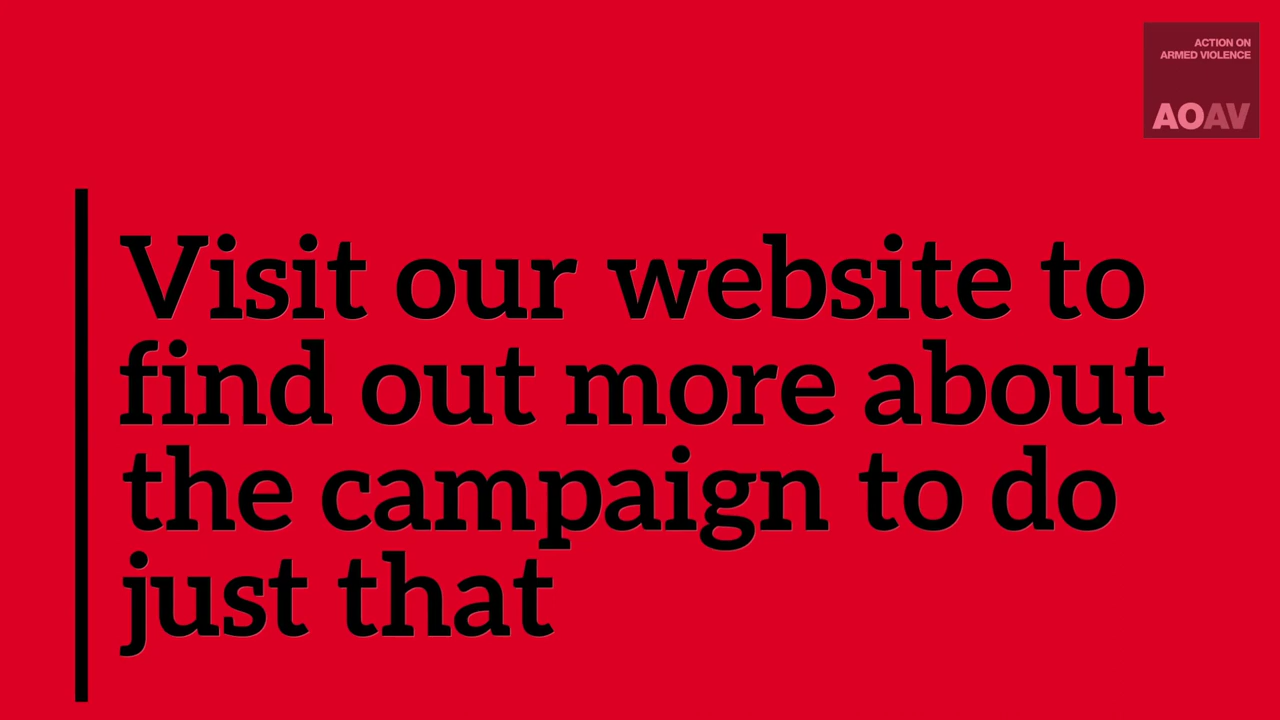 ACTION ON
ARMED VIOLENCE
AOAV
Visit our website to
find out more about
the campaign to do
just that